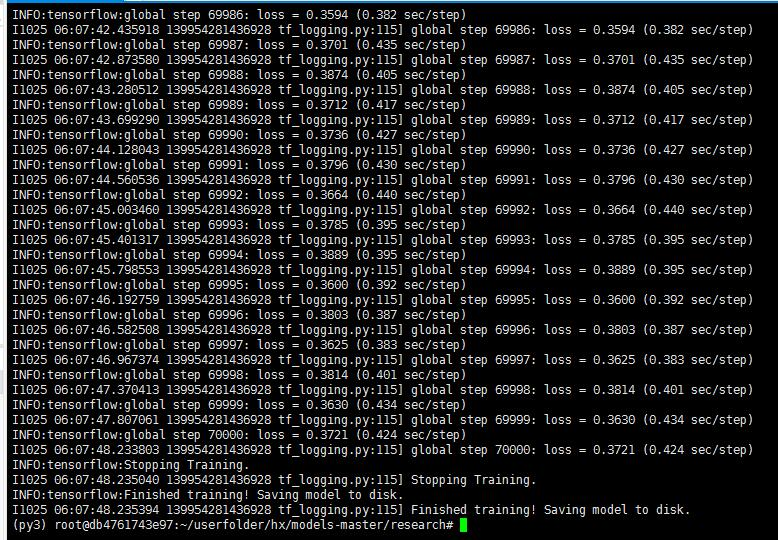 INFO:tensorflow:global step 69986: loss = 0.3594 (0.382 sec/step)
I1025 06:07:42.435918 139954281436928 tf_logging.py:115] global step 69986: loss = 0.3594 (0.382 sec/step)
INFO:tensorflow:global step 69987: loss = 0.3701 (0.435 sec/step)
I1025 06:07:42.873580 139954281436928 tf_logging.py:115] global step 69987: loss = 0.3701 (0.435 sec/step)
INFO:tensorflow:global step 69988: loss = 0.3874 (0.405 sec/step)
I1025 06:07:43.280512 139954281436928 tf_logging.py:115] global step 69988: loss = 0.3874 (0.405 sec/step)
INFO:tensorflow:global step 69989: loss = 0.3712 (0.417 sec/step)
I1025 06:07:43.699290 139954281436928 tf_logging.py:115] global step 69989: loss = 0.3712 (0.417 sec/step)
INFO:tensorflow:global step 69990: loss = 0.3736 (0.427 sec/step)
I1025 06:07:44.128043 139954281436928 tf_logging.py:115] global step 69990: loss = 0.3736 (0.427 sec/step)
INFO:tensorflow:global step 69991: loss = 0.3796 (0.430 sec/step)
I1025 06:07:44.560536 139954281436928 tf_logging.py:115] global step 69991: loss = 0.3796 (0.430 sec/step)
INFO:tensorflow:global step 69992: loss = 0.3664 (0.440 sec/step)
I1025 06:07:45.003460 139954281436928 tf_logging.py:115] global step 69992: loss = 0.3664 (0.440 sec/step)
INFO:tensorflow:global step 69993: loss = 0.3785 (0.395 sec/step)
I1025 06:07:45.401317 139954281436928 tf_logging.py:115] global step 69993: loss = 0.3785 (0.395 sec/step)
INFO:tensorflow:global step 69994: loss = 0.3889 (0.395 sec/step)
I1025 06:07:45.798553 139954281436928 tf_logging.py:115] global step 69994: loss = 0.3889 (0.395 sec/step)
INFO:tensorflow:global step 69995: loss = 0.3600 (0.392 sec/step)
I1025 06:07:46.192759 139954281436928 tf_logging.py:115] global step 69995: loss = 0.3600 (0.392 sec/step)
INFO:tensorflow:global step 69996: loss = 0.3803 (0.387 sec/step)
I1025 06:07:46.582508 139954281436928 tf_logging.py:115] global step 69996: loss = 0.3803 (0.387 sec/step)
INFO:tensorflow:global step 69997: loss = 0.3625 (0.383 sec/step)
I1025 06:07:46.967374 139954281436928 tf_logging.py:115] global step 69997: loss = 0.3625 (0.383 sec/step)
INFO:tensorflow:global step 69998: loss = 0.3814 (0.401 sec/step)
I1025 06:07:47.370413 139954281436928 tf_logging.py:115] global step 69998: loss = 0.3814 (0.401 sec/step)
INFO:tensorflow:global step 69999: loss = 0.3630 (0.434 sec/step)
I1025 06:07:47.807061 139954281436928 tf_logging.py:115] global step 69999: loss = 0.3630 (0.434 sec/step)
INFO:tensorflow:global step 70000: loss = 0.3721 (0.424 sec/step)
I1025 06:07:48.233803 139954281436928 tf_logging.py:115] global step 70000: loss = 0.3721 (0.424 sec/step)
INFO:tensorflow:Stopping Training.
I1025 06:07:48.235040 139954281436928 tf_logging.py:115] Stopping Training.
INFO:tensorflow:Finished training! Saving model to disk.
I1025 06:07:48.235394 139954281436928 tf_logging.py:115] Finished training! Saving model to disk.
(py3) root@db4761743e97:~/userfolder/hx/models-master/research#